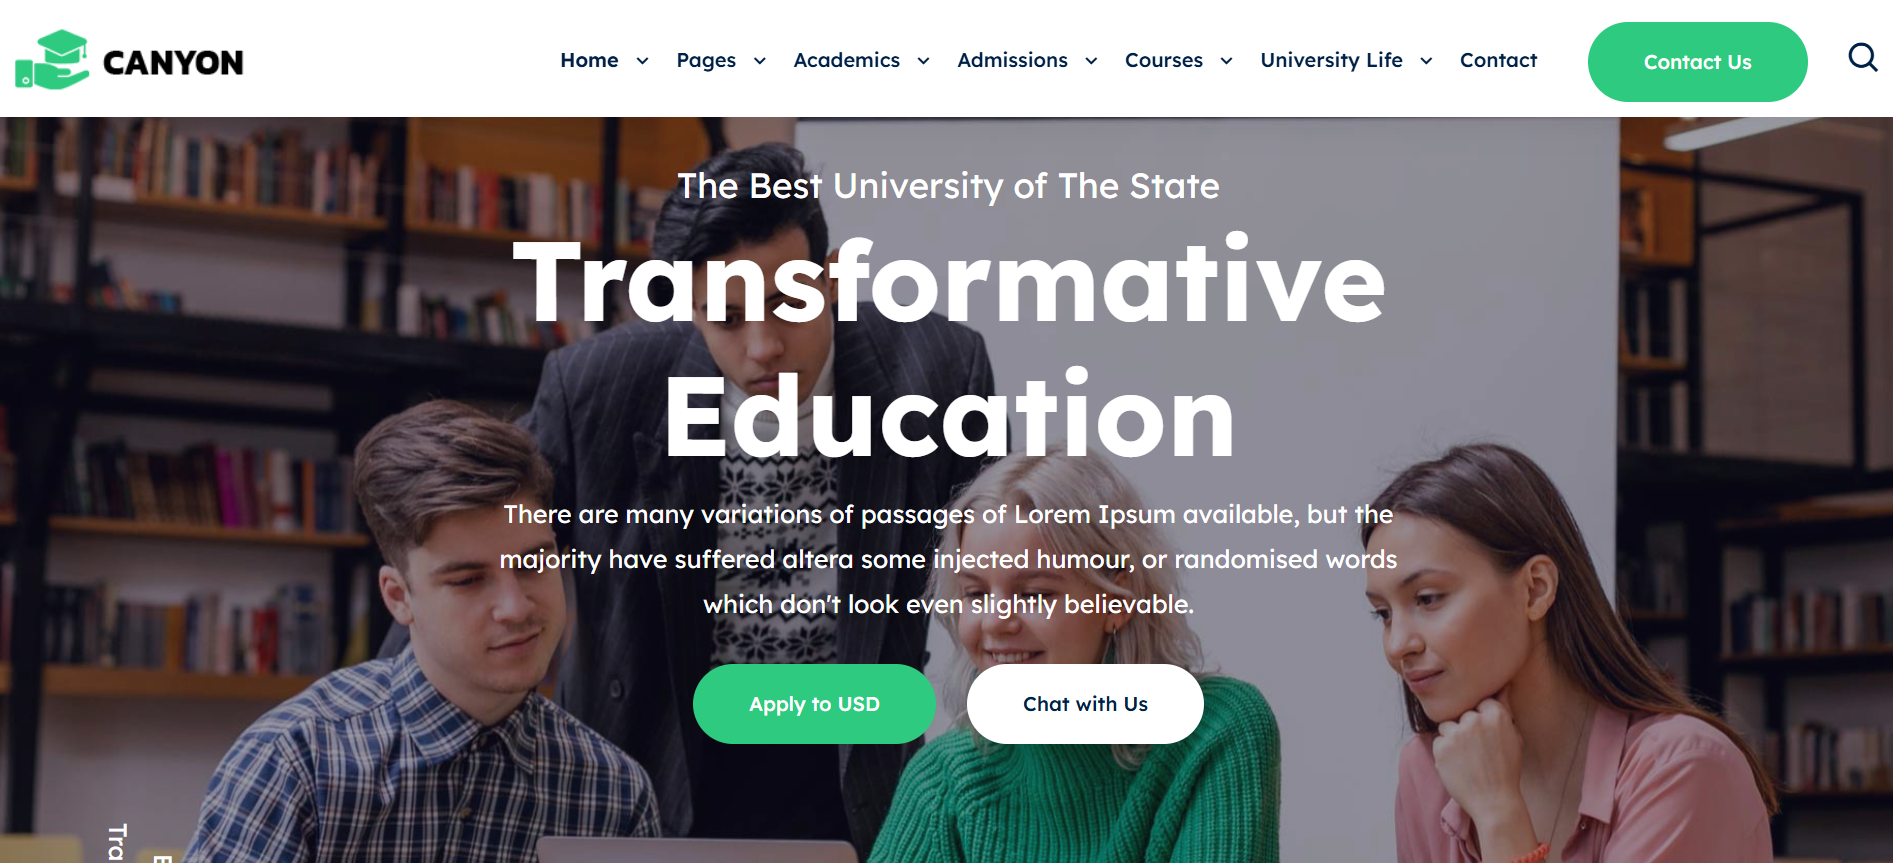 CANYON
Home Pages Academics Admissions Courses University Life Contact
Contact Us
The Best University of The State
Transformative
Education
There are many variations of passages of Lorem Ipsum available, but the
majority have suffered altera some injected humour, or randomised words
which don't look even slightly believable.
Apply to USD
Chat with Us
Tra
E